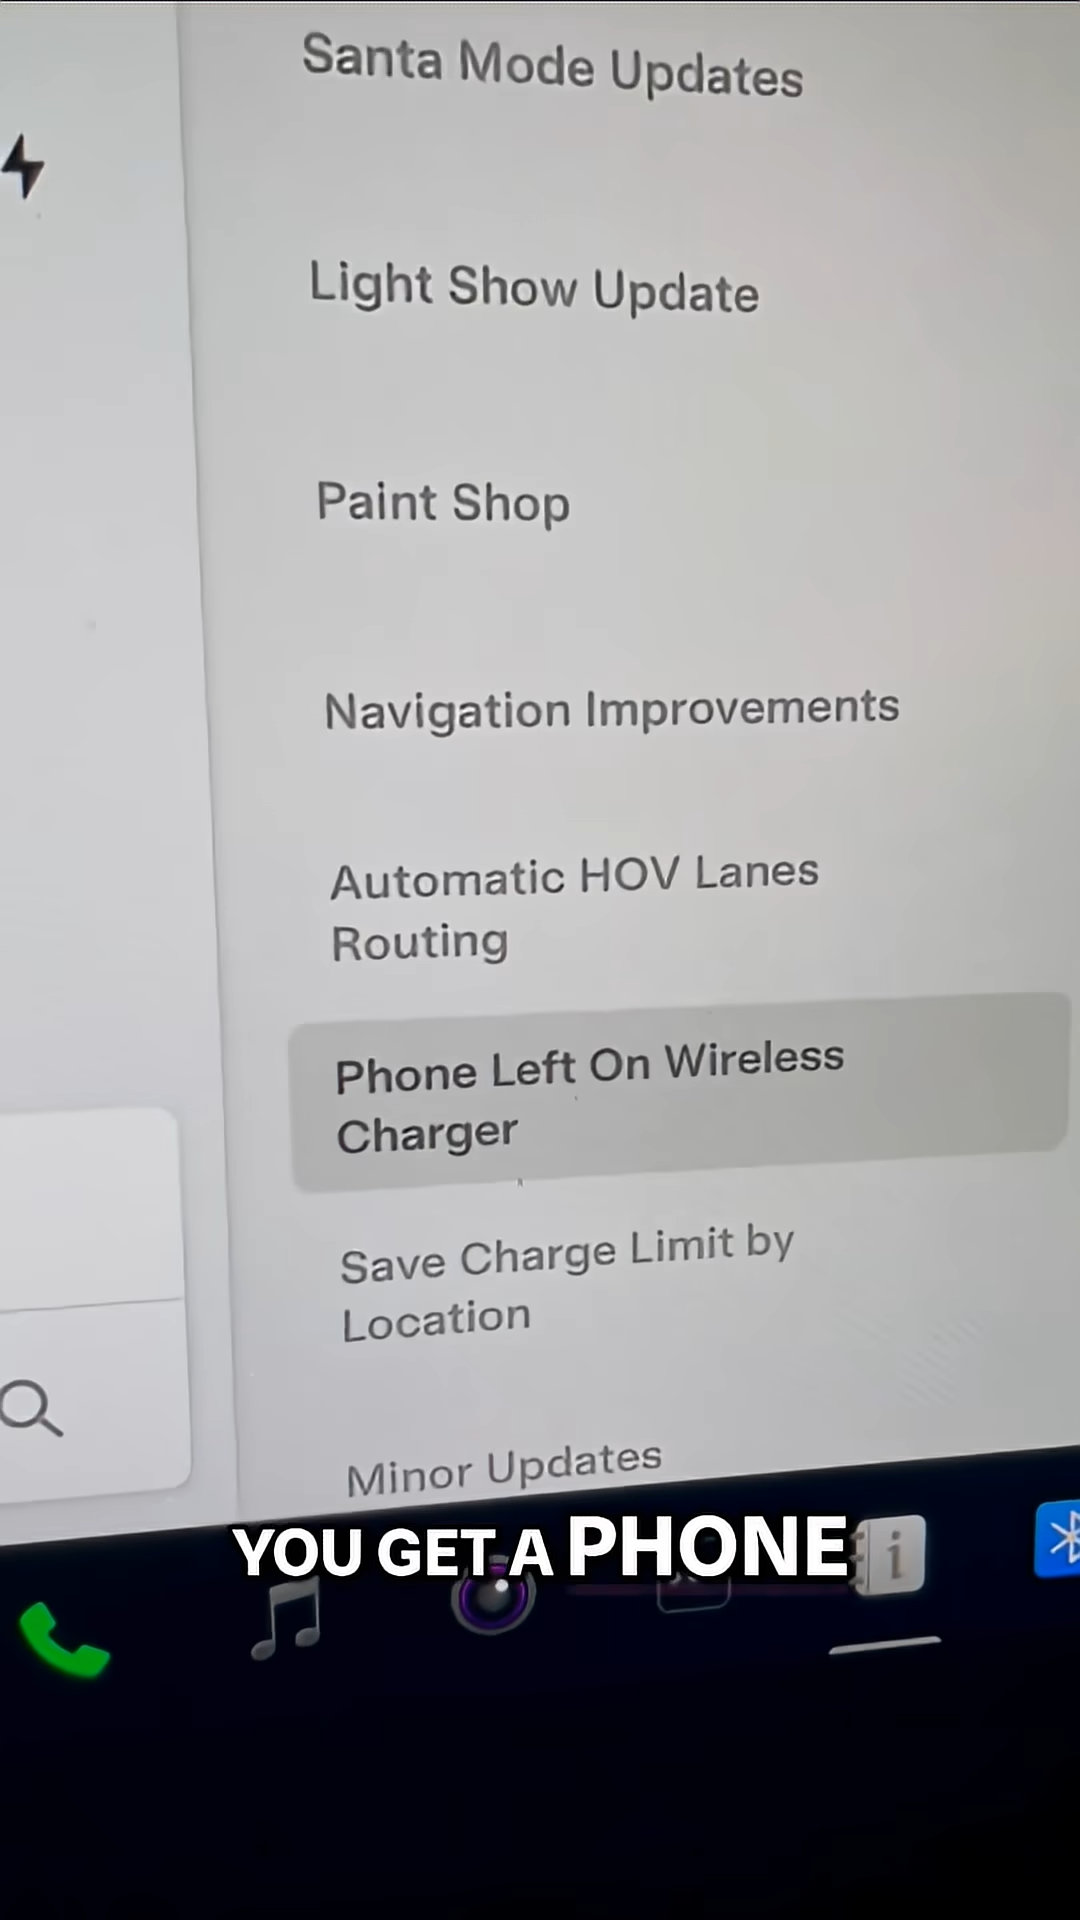 Santa Mode Updates
Light Show Update
Paint Shop
Navigation Improvements
Automatic HOV Lanes
Routing
Phone Left On Wireless
Charger
Save Charge Limit by
Location
Minor Updates
YOU GET A PHONE
i